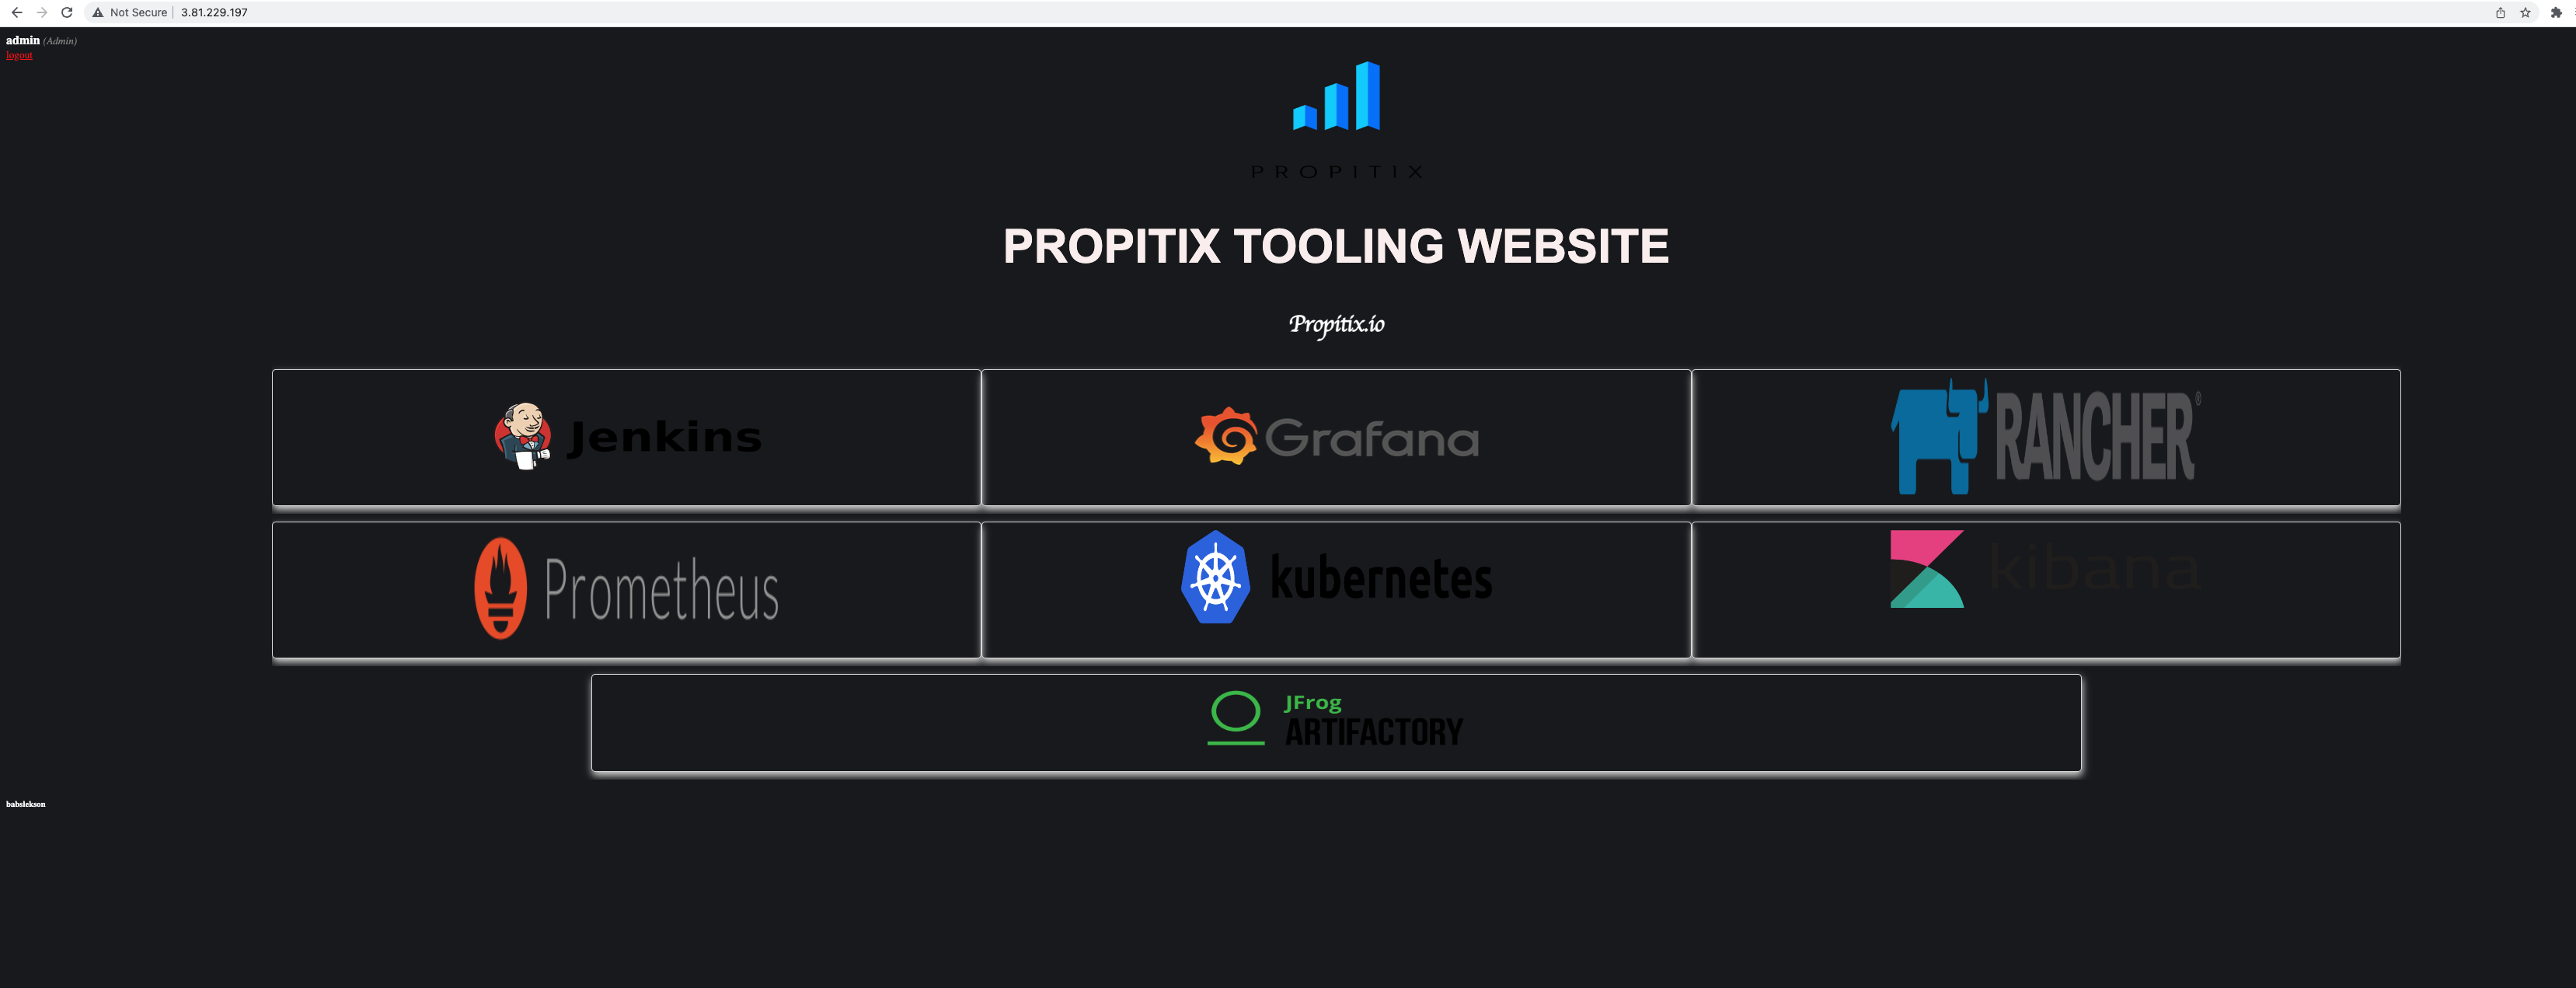 Not Secure | 3.81.229.197
admin (Admin)
logout
PROPITIX
PROPITIX TOOLING WEBSITE
Propitix.io
Jenkins
Grafana
RANCHER®
Prometheus
kubernetes
kibana
JFrog
ARTIFACTORY
babslekson